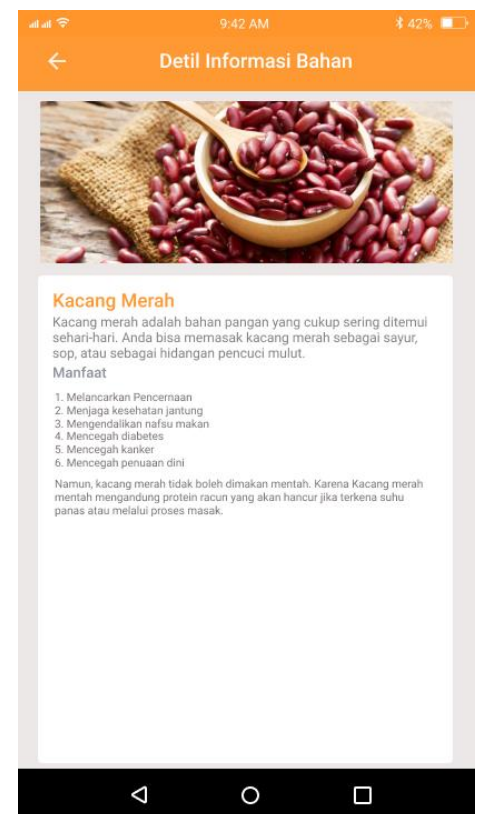 9:42 AM
42%
Detil Informasi Bahan
Kacang Merah
Kacang merah adalah bahan pangan yang cukup sering ditemui
sehari-hari. Anda bisa memasak kacang merah sebagai sayur,
sop, atau sebagai hidangan pencuci mulut.
Manfaat
1. Melancarkan Pencernaan
2. Menjaga kesehatan jantung
3. Mengendalikan nafsu makan
4. Mencegah diabetes
5. Mencegah kanker
6. Mencegah penuaan dini
Namun, kacang merah tidak boleh dimakan mentah. Karena Kacang merah
mentah mengandung protein racun yang akan hancur jika terkena suhu
panas atau melalui proses masak.